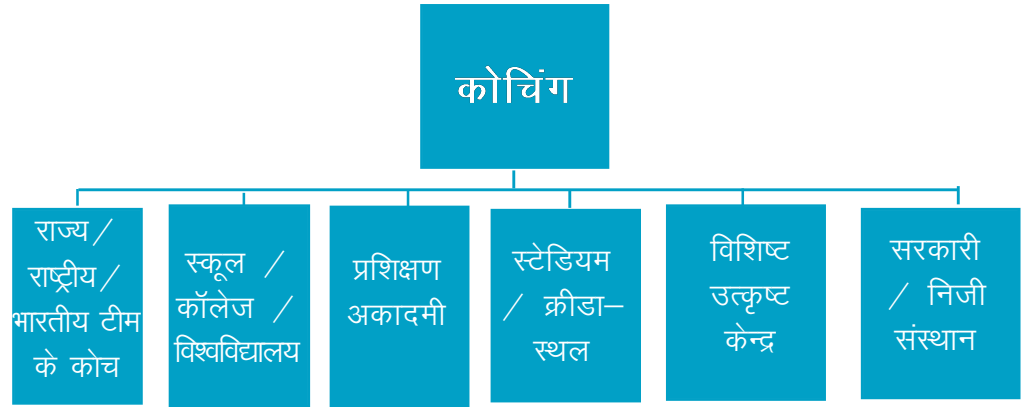 कोचिंग
राज्य/
राष्ट्रीय/
भारतीय टीम
के कोच
स्कूल /
कॉलेज /
विश्वविद्यालय
प्रशिक्षण
अकादमी
स्टेडियम
/ क्रीडा–
स्थल
विशिष्ट
उत्कृष्ट
केन्द्र
सरकारी
/ निजी
संस्थान